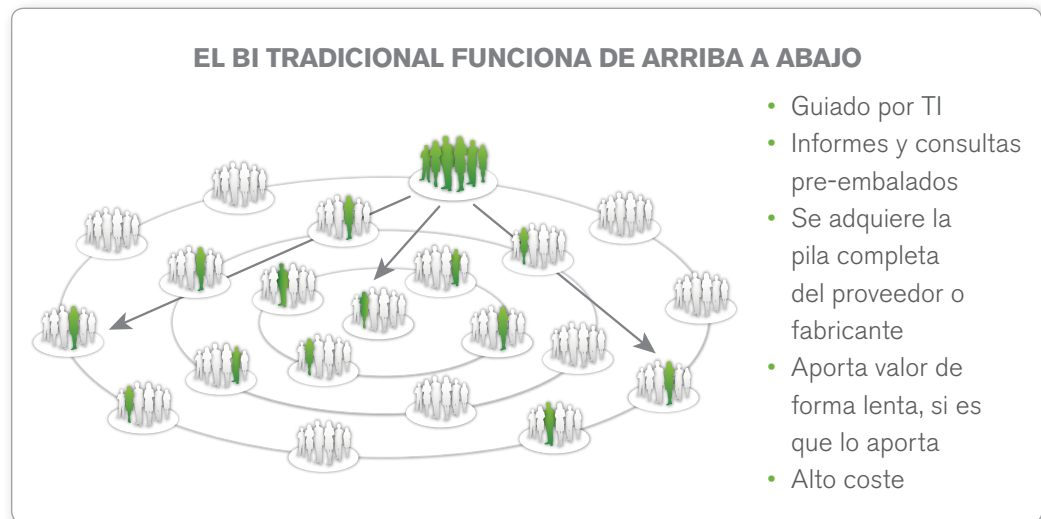 EL BI TRADICIONAL FUNCIONA DE ARRIBA A ABAJO
• Guiado por TI
• Informes y consultas
pre-embalados
• Se adquiere la
pila completa
del proveedor o
fabricante
• Aporta valor de
forma lenta, si es
que lo aporta
• Alto coste